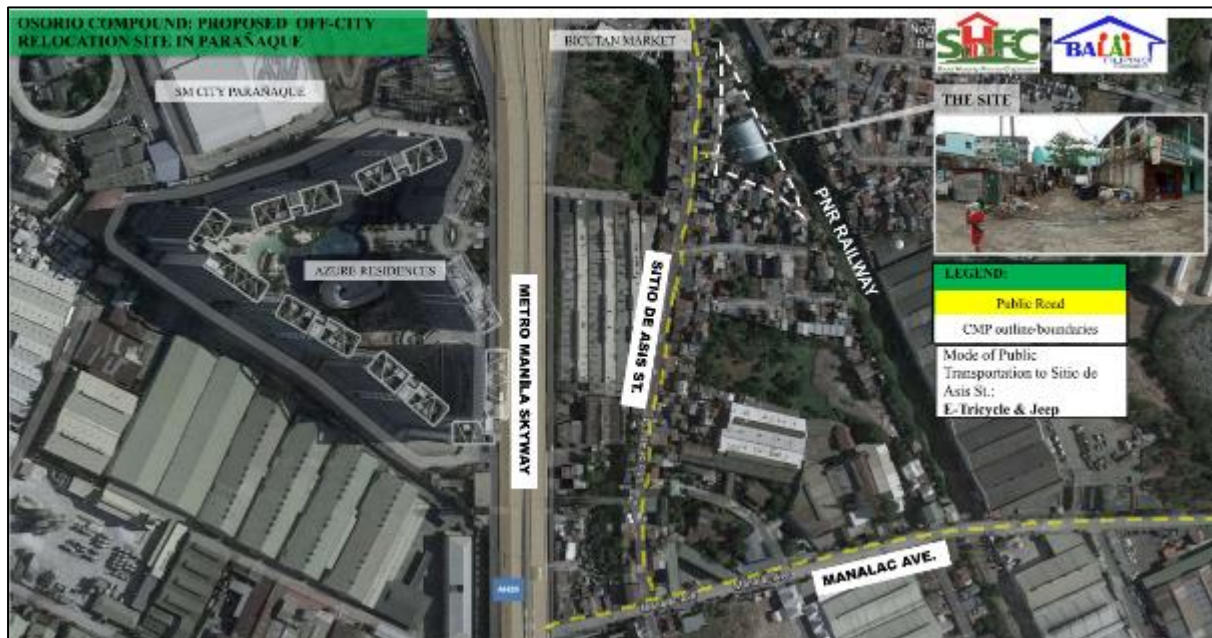 OSORIO COMPOUND: PROPOSED OFF-CITY
RELOCATION SITE IN PARAÑAQUE
BICUTAN MARKET
SHFC
BALAI
SM CITY PARAÑAQUE
THE SITE
AZURE RESIDENCES
PNR RAILWAY
METRO MANILA SKYWAY
SITIO DE ASIS ST.
LEGEND:
Public Road
CMP outline/boundaries
Mode of Public
Transportation to Sitio de
Asis St.:
E-Tricycle & Jeep
MANALAC AVE.